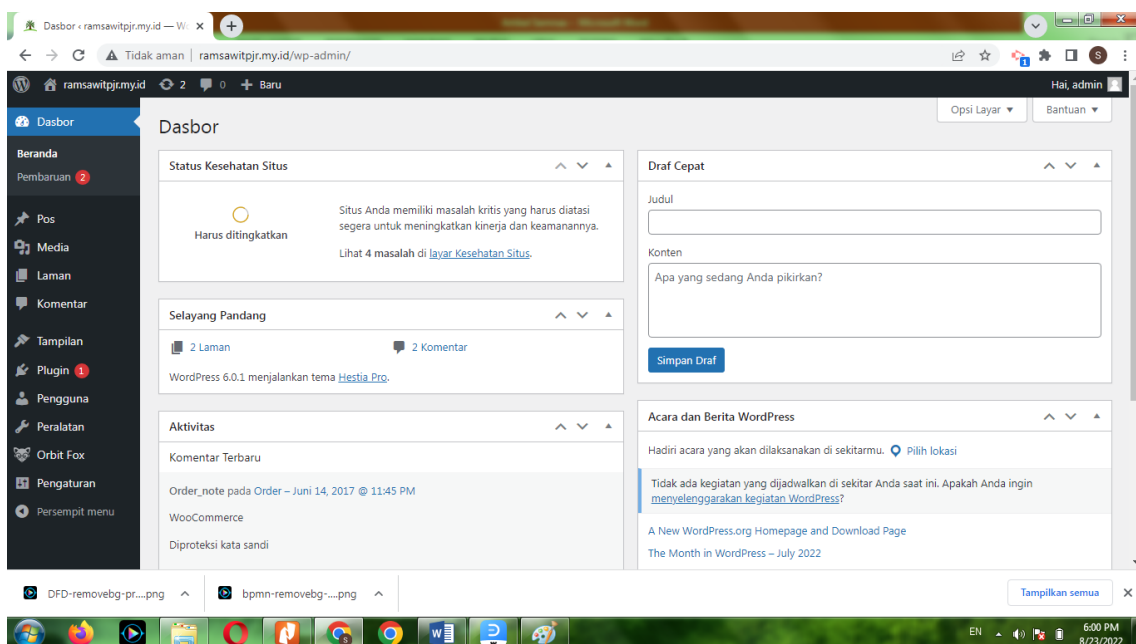 Dasbor ‹ ramsawitpjr.my.id — W
Tidak aman | ramsawitpjr.my.id/wp-admin/
S
1
ramsawitpjr.my.id 2 0 + Baru
Hai, admin
Opsi Layar ▼ Bantuan ▼
Dasbor
Beranda
Pembaruan 2
Pos
Media
Laman
Komentar
Tampilan
Plugin 1
Pengguna
Peralatan
Orbit Fox
Pengaturan
Persempit menu
Dasbor
Status Kesehatan Situs
Harus ditingkatkan
Situs Anda memiliki masalah kritis yang harus diatasi
segera untuk meningkatkan kinerja dan keamanannya.
Lihat 4 masalah di layar Kesehatan Situs.
Selayang Pandang
2 Laman
2 Komentar
WordPress 6.0.1 menjalankan tema Hestia Pro.
Aktivitas
Komentar Terbaru
Order_note pada Order – Juni 14, 2017 @ 11:45 PM
WooCommerce
Diproteksi kata sandi
Draf Cepat
Judul
Konten
Apa yang sedang Anda pikirkan?
Simpan Draf
Acara dan Berita WordPress
Hadiri acara yang akan dilaksanakan di sekitarmu. Pilih lokasi
Tidak ada kegiatan yang dijadwalkan di sekitar Anda saat ini. Apakah Anda ingin
menyelenggarakan kegiatan WordPress?
A New WordPress.org Homepage and Download Page
The Month in WordPress – July 2022
DFD-removebg-pr....png
bpmn-removebg-....png
Tampilkan semua
EN
6:00 PM
8/23/2022